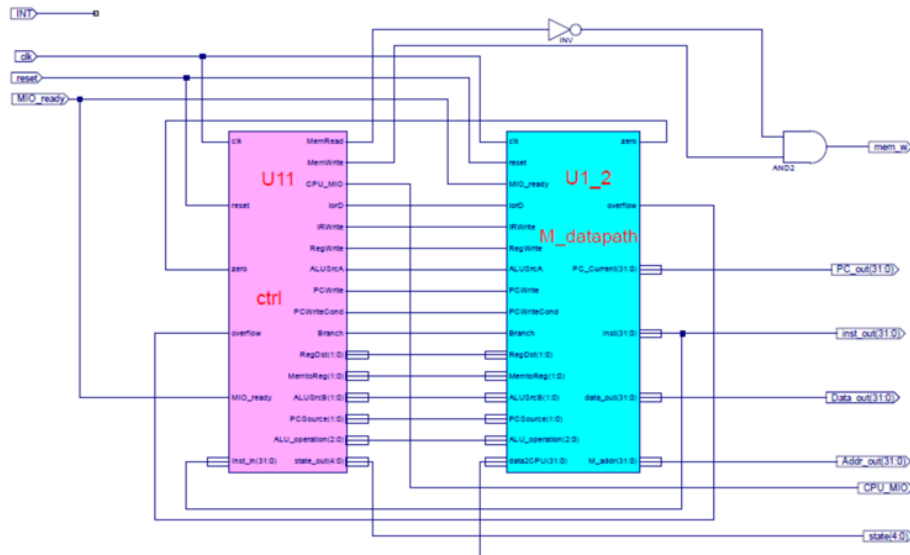 INT
INV
clk
reset
MIO_ready
AND2
mem_w
U11
ctrl
clk
reset
zero
overflow
MIO_ready
inst_in(31:0)
MemRead
MemWrite
CPU_MIO
IorD
IRWrite
RegWrite
ALUSrcA
PCWrite
PCWriteCond
Branch
RegDst(1:0)
MemtoReg(1:0)
ALUSrcB(1:0)
PCSource(1:0)
ALU_operation(2:0)
state_out(4:0)
U1_2
M_datapath
clk
reset
MIO_ready
IorD
IRWrite
RegWrite
ALUSrcA
PCWrite
PCWriteCond
Branch
RegDst(1:0)
MemtoReg(1:0)
ALUSrcB(1:0)
PCSource(1:0)
ALU_operation(2:0)
data2CPU(31:0)
zero
overflow
PC_Current(31:0)
Inst(31:0)
data_out(31:0)
M_addr(31:0)
PC_out(31:0)
inst_out(31:0)
Data_out(31:0)
Addr_out(31:0)
CPU_MIO
state(4:0)